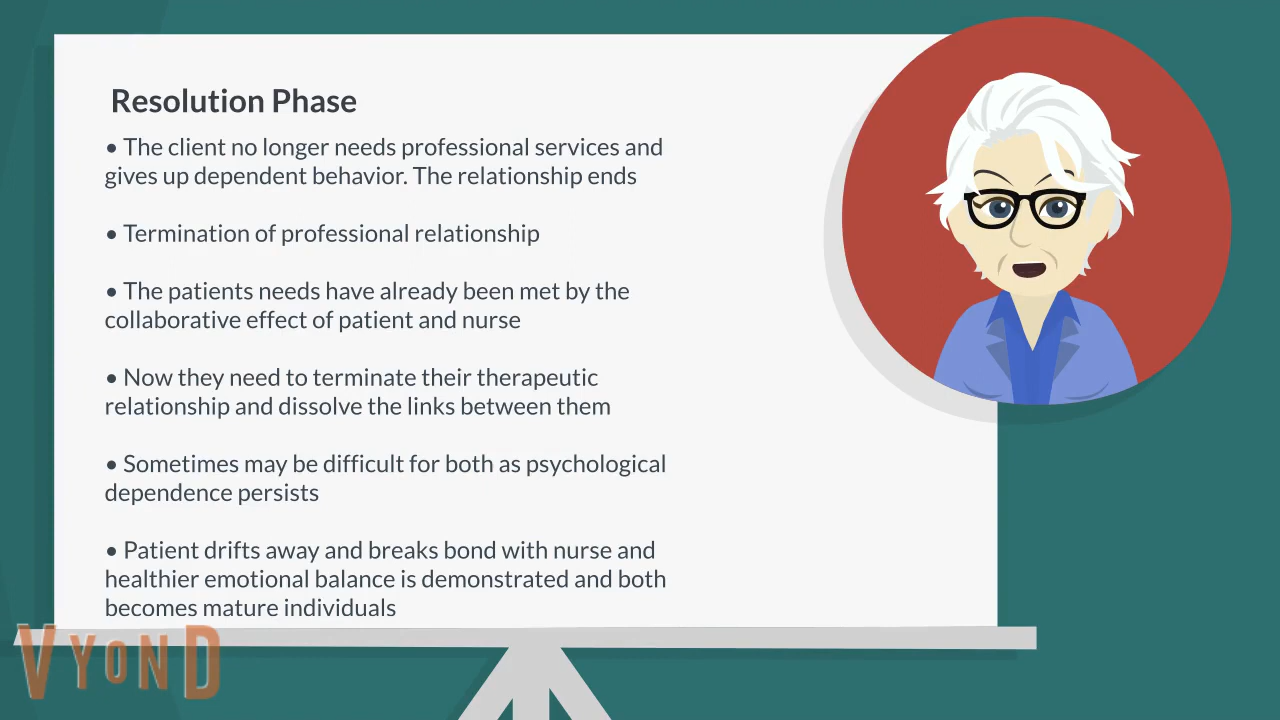 Resolution Phase
• The client no longer needs professional services and
gives up dependent behavior. The relationship ends
• Termination of professional relationship
• The patients needs have already been met by the
collaborative effect of patient and nurse
• Now they need to terminate their therapeutic
relationship and dissolve the links between them
• Sometimes may be difficult for both as psychological
dependence persists
• Patient drifts away and breaks bond with nurse and
healthier emotional balance is demonstrated and both
becomes mature individuals
VYOND